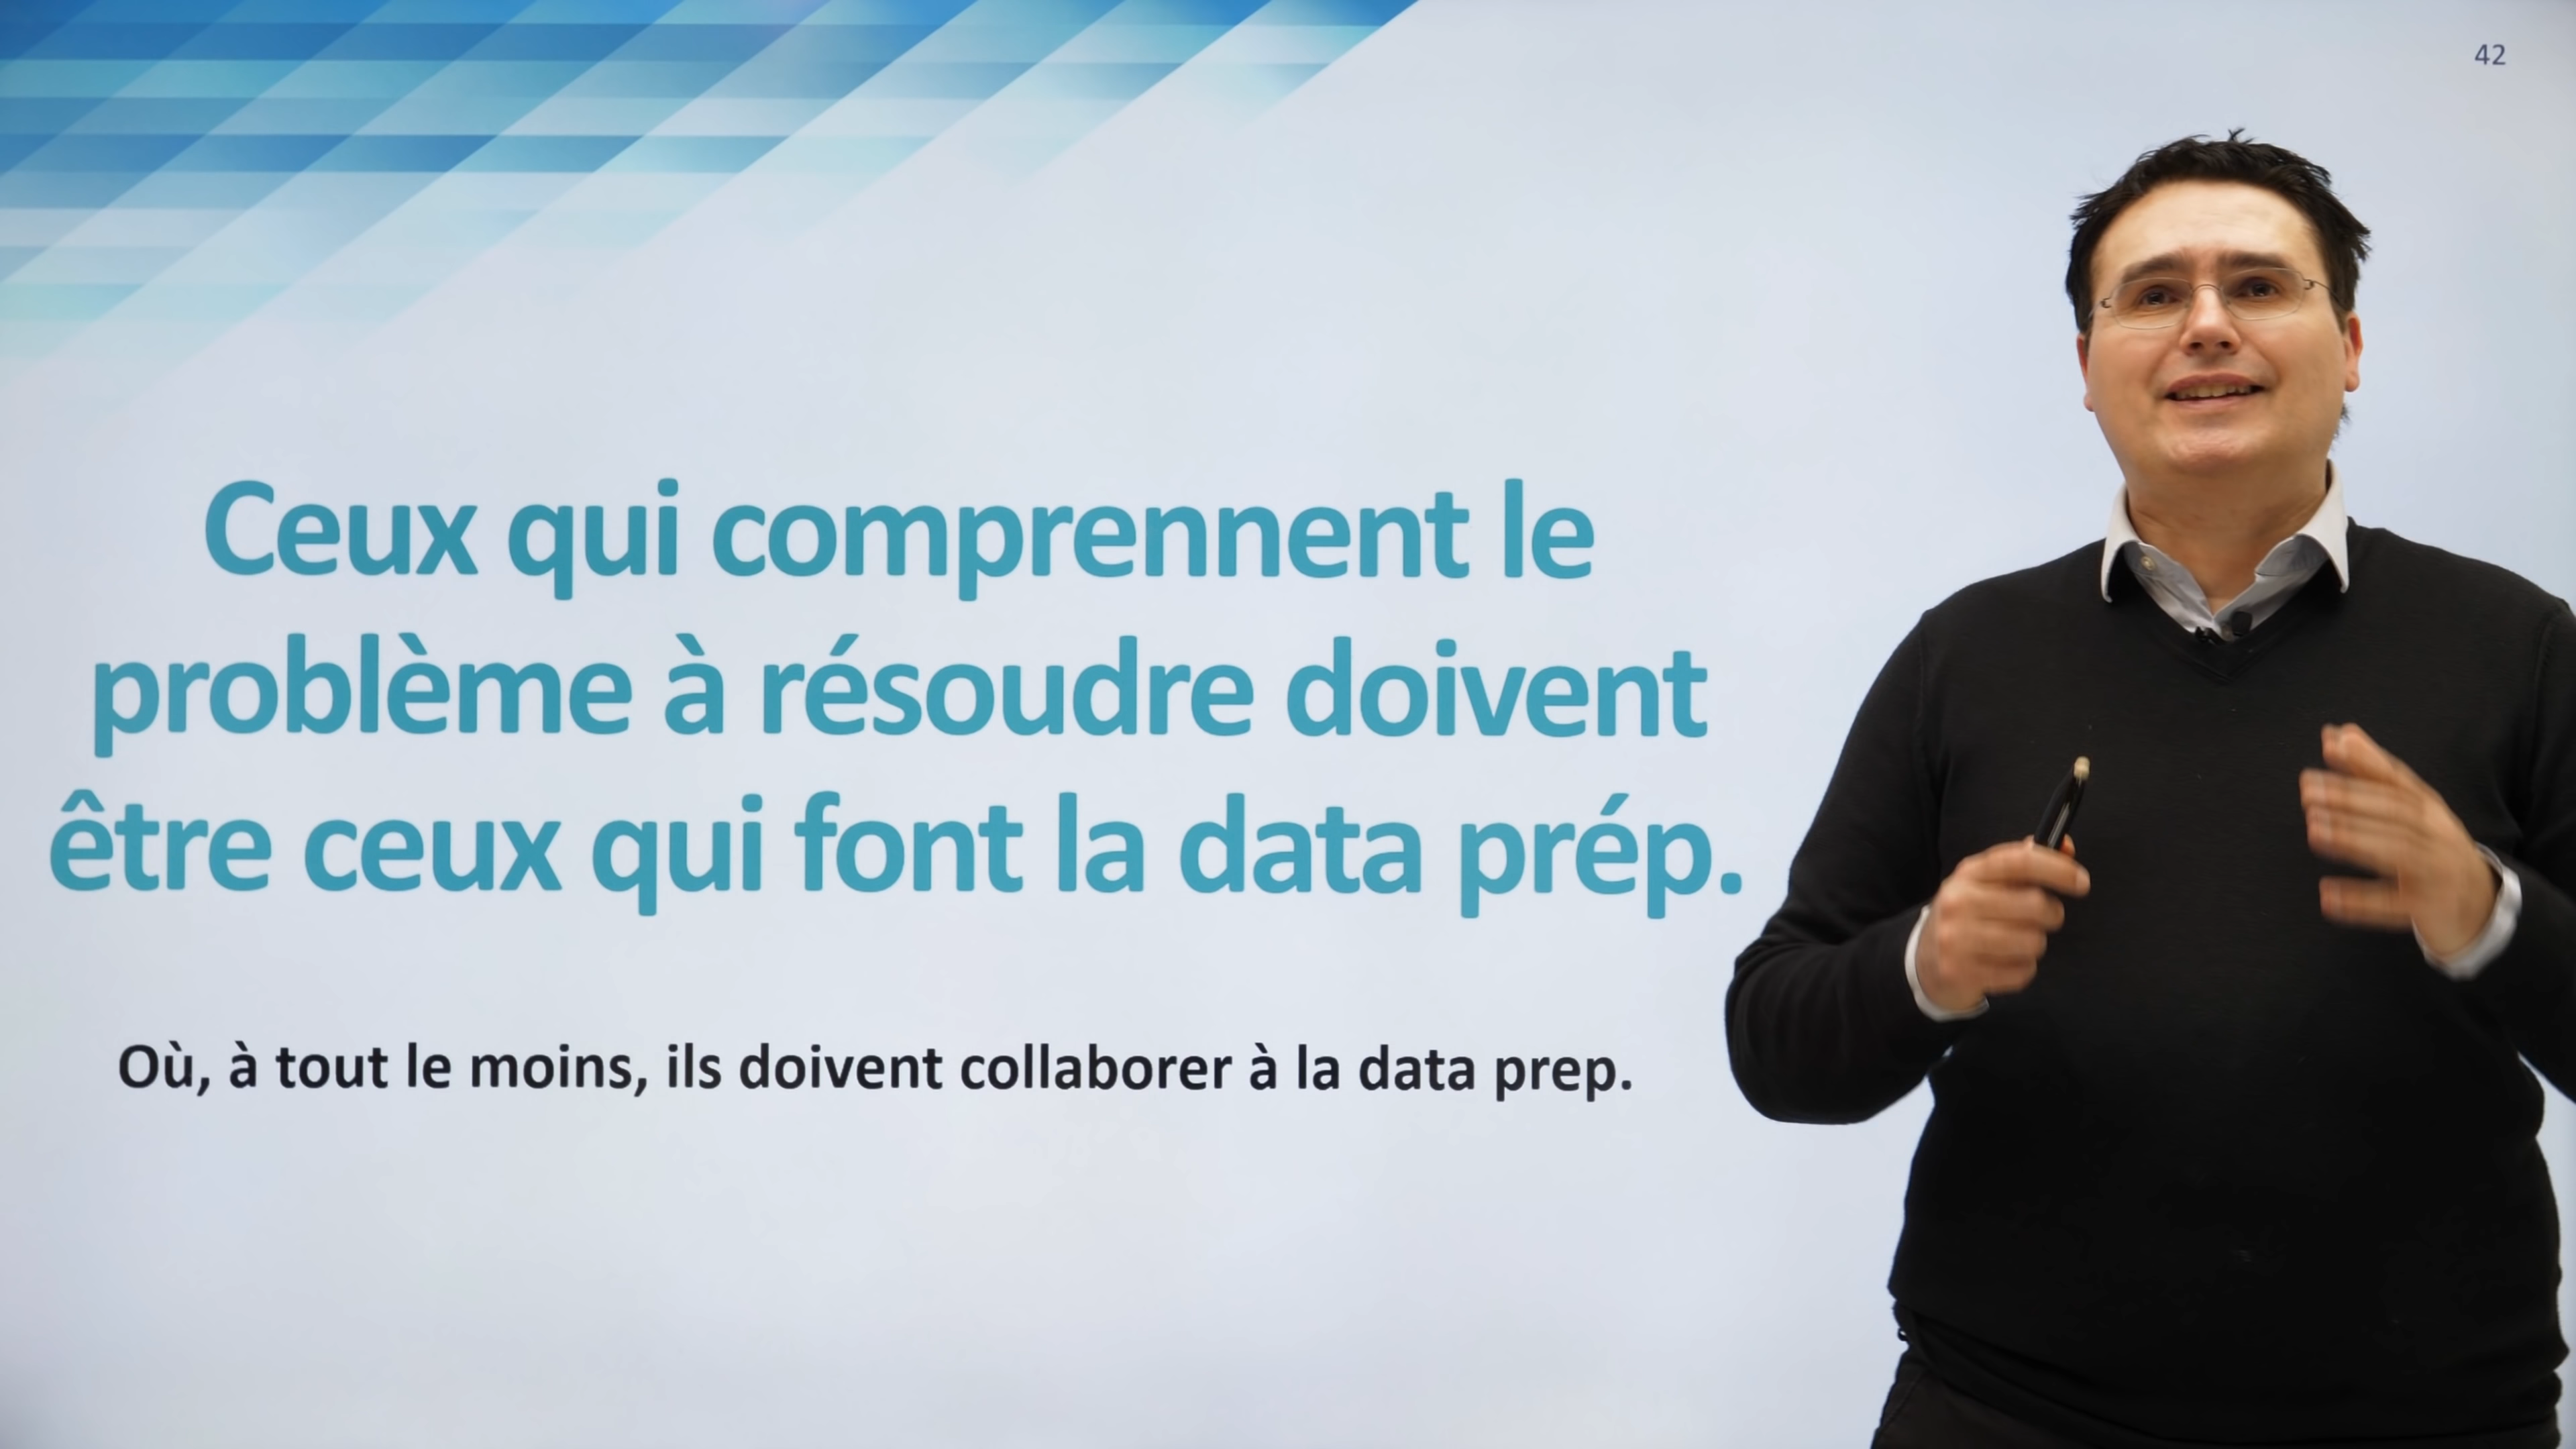 42
Ceux qui comprennent le
problème à résoudre doivent
être ceux qui font la data prép.
Où, à tout le moins, ils doivent collaborer à la data prep.